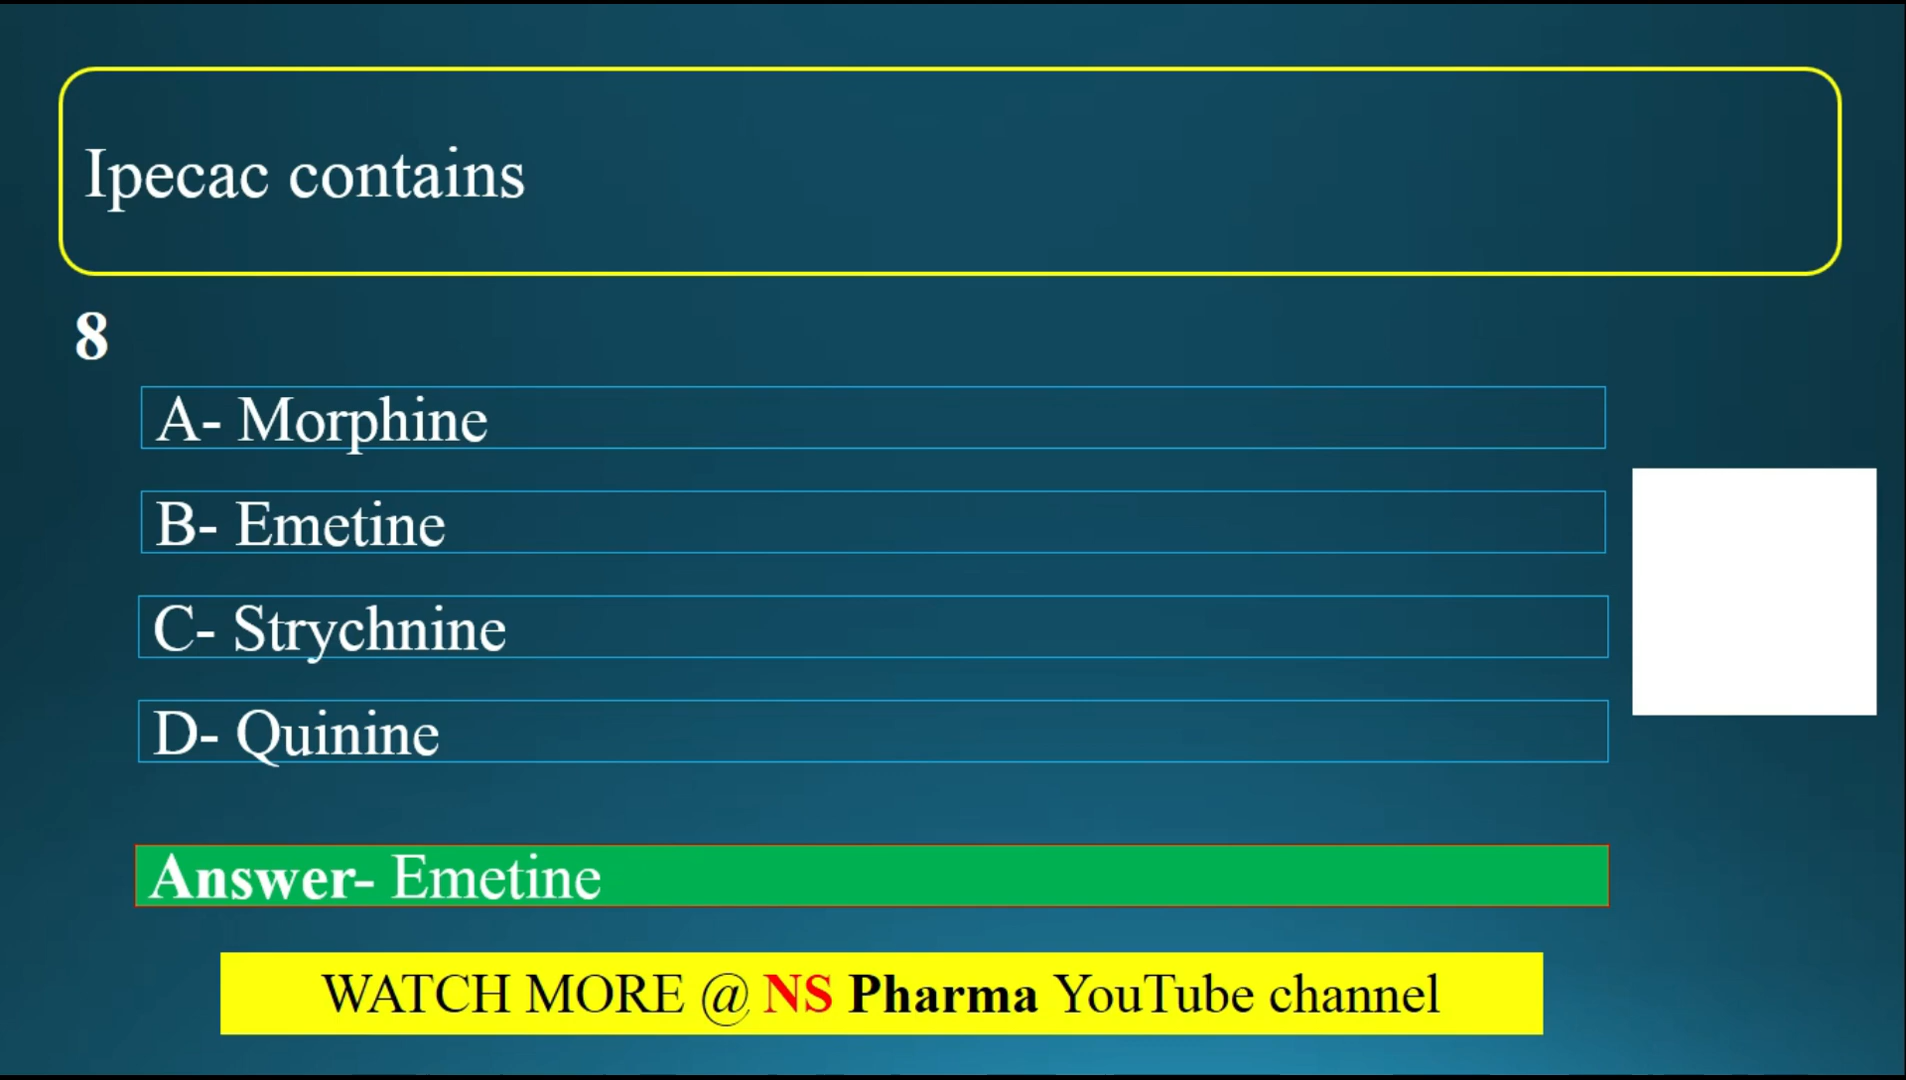 Ipecac contains
8
A- Morphine
B- Emetine
C- Strychnine
D- Quinine
Answer- Emetine
WATCH MORE @ NS Pharma YouTube channel